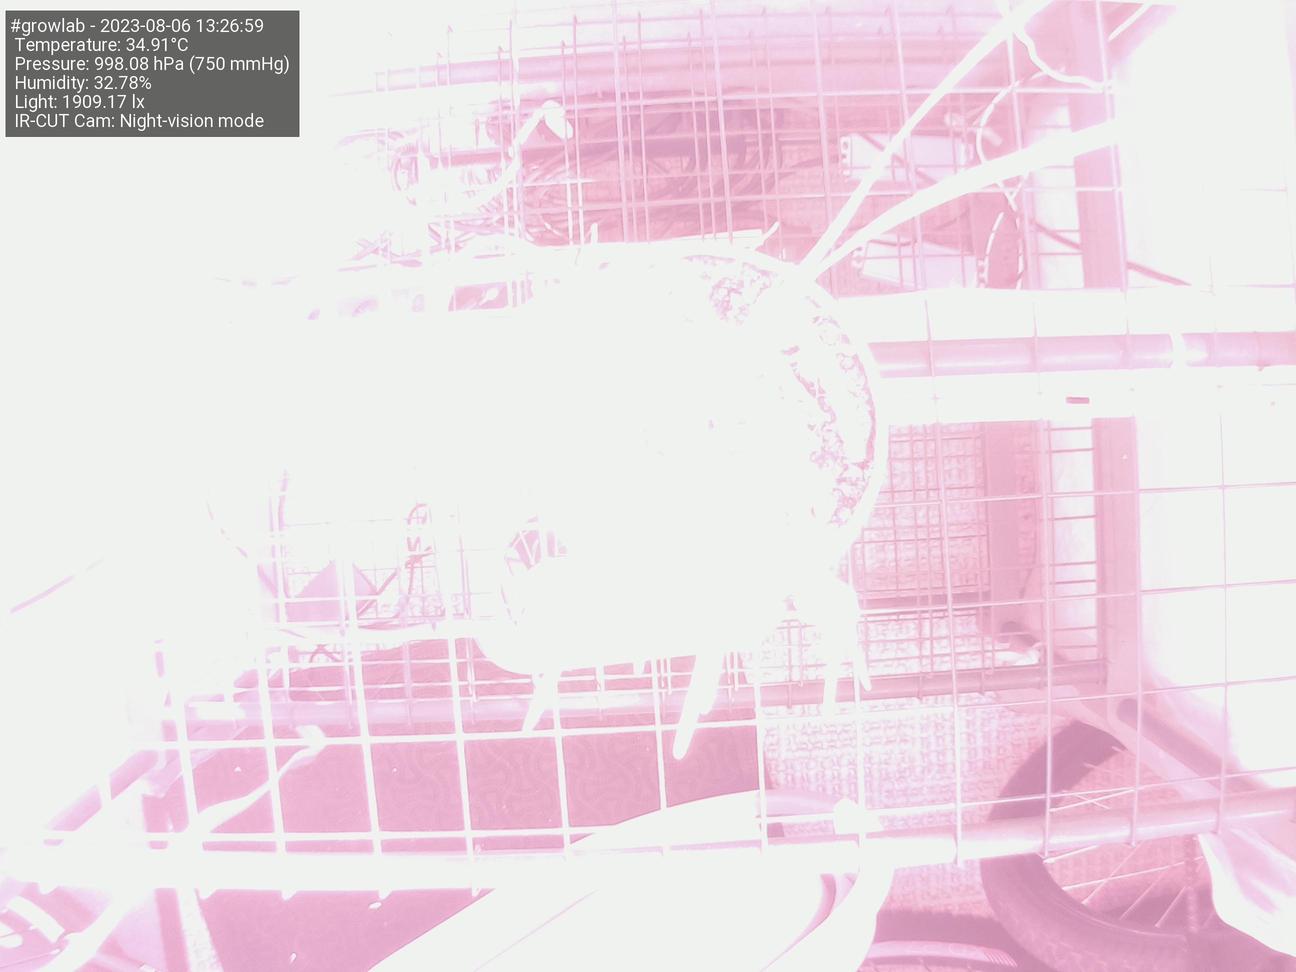 #growlab - 2023-08-06 13:26:59
Temperature: 34.91°C
Pressure: 998.08 hPa (750 mmHg)
Humidity: 32.78%
Light: 1909.17 lx
IR-CUT Cam: Night-vision mode